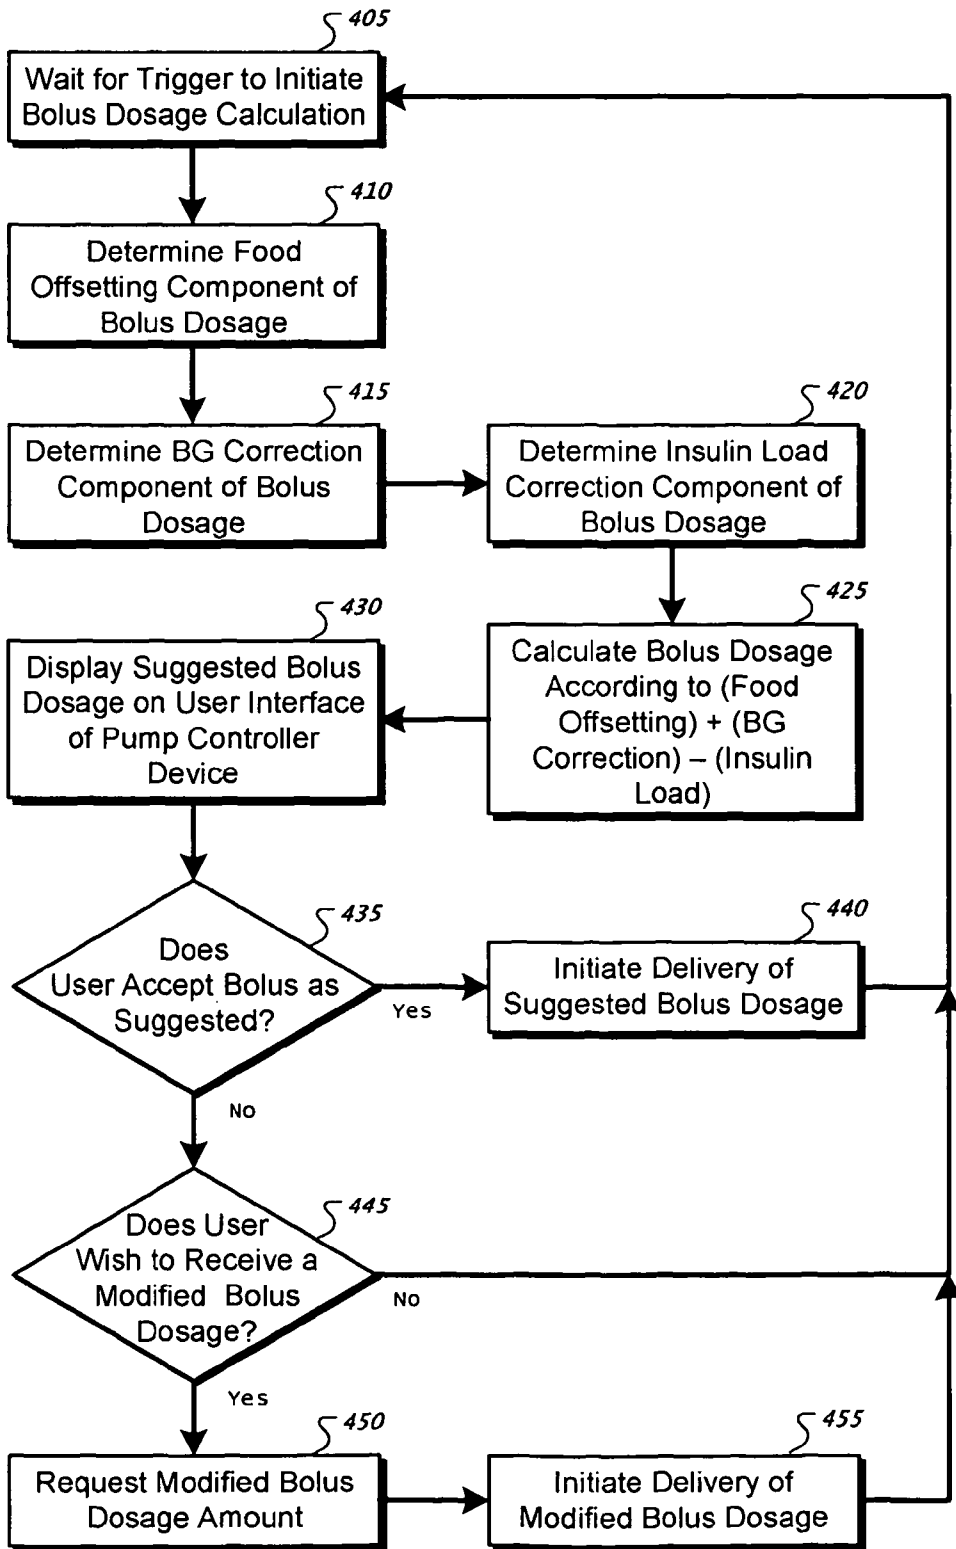 405
Wait for Trigger to Initiate
Bolus Dosage Calculation
410
Determine Food
Offsetting Component of
Bolus Dosage
415
Determine BG Correction
Component of Bolus
Dosage
420
Determine Insulin Load
Correction Component of
Bolus Dosage
425
Calculate Bolus Dosage
According to (Food
Offsetting) + (BG
Correction) – (Insulin
Load)
430
Display Suggested Bolus
Dosage on User Interface
of Pump Controller
Device
435
Does
User Accept Bolus as
Suggested?
Yes
No
440
Initiate Delivery of
Suggested Bolus Dosage
445
Does User
Wish to Receive a
Modified Bolus
Dosage?
No
Yes
450
Request Modified Bolus
Dosage Amount
455
Initiate Delivery of
Modified Bolus Dosage